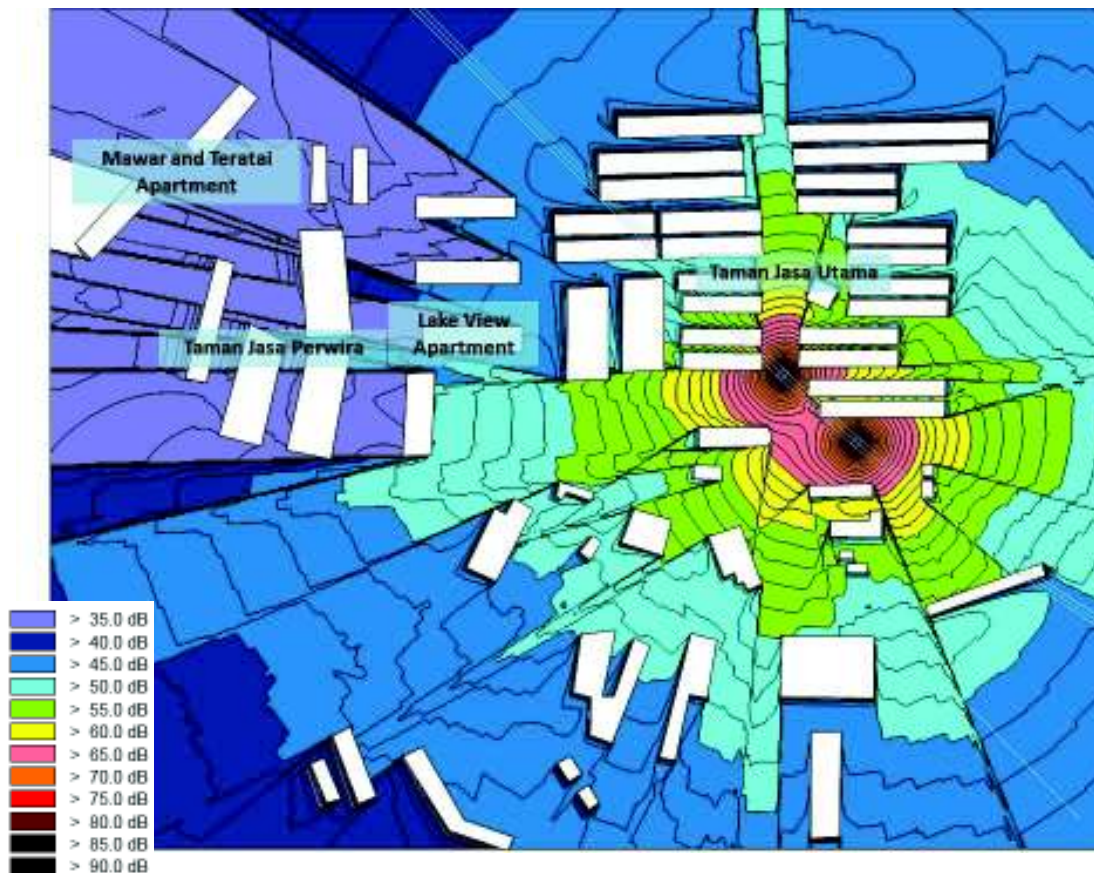 Mawar and Teratai
Apartment
Taman Jasa Utama
Lake View
Apartment
Taman Jasa Perwira
> 35.0 dB
> 40.0 dB
> 45.0 dB
> 50.0 dB
> 55.0 dB
> 60.0 dB
> 65.0 dB
> 70.0 dB
> 75.0 dB
> 80.0 dB
> 85.0 dB
> 90.0 dB